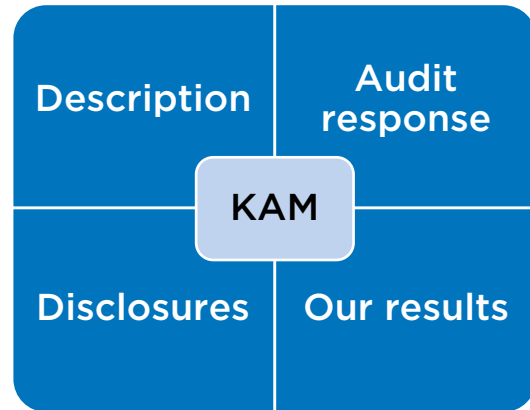 Description
Audit
response
KAM
Disclosures
Our results